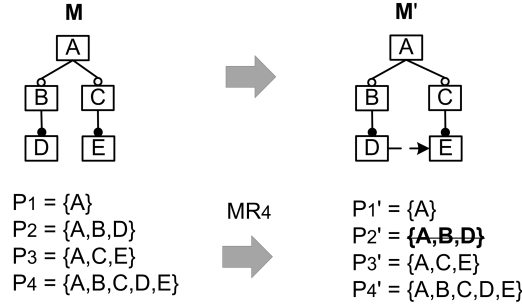 M
M'
A
A
B
C
B
C
D
E
D
E
P1 = {A}
P2 = {A,B,D}
P3 = {A,C,E}
P4 = {A,B,C,D,E}
MR4
P1' = {A}
P2' = {A,B,D}
P3' = {A,C,E}
P4' = {A,B,C,D,E}